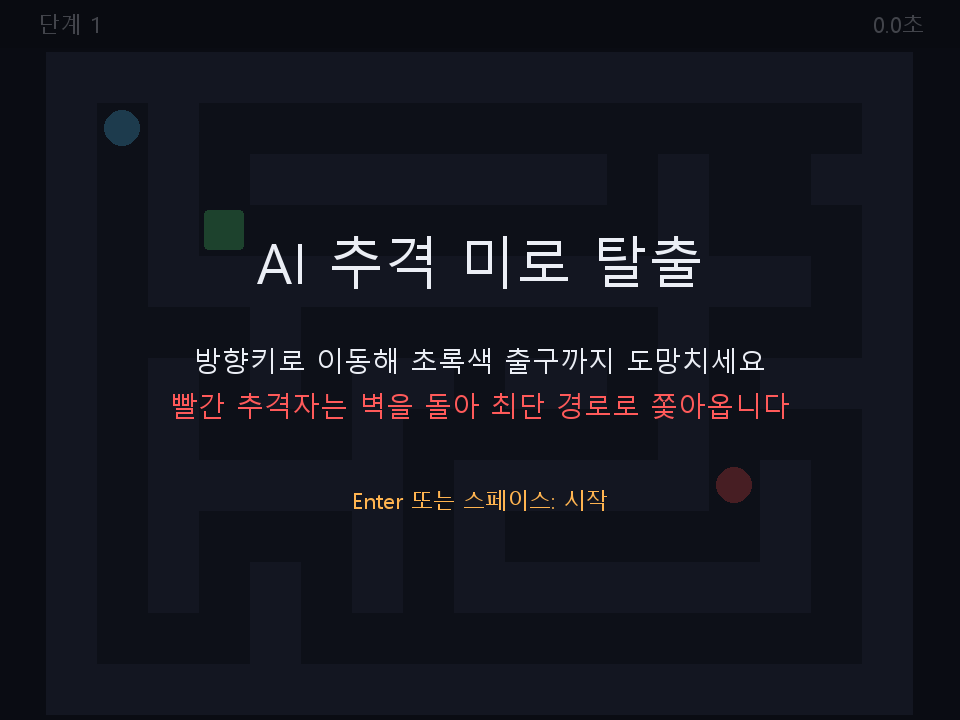 단계 1
0.0초
AI 추격 미로 탈출
방향키로 이동해 초록색 출구까지 도망치세요
빨간 추격자는 벽을 돌아 최단 경로로 쫓아옵니다
Enter 또는 스페이스: 시작